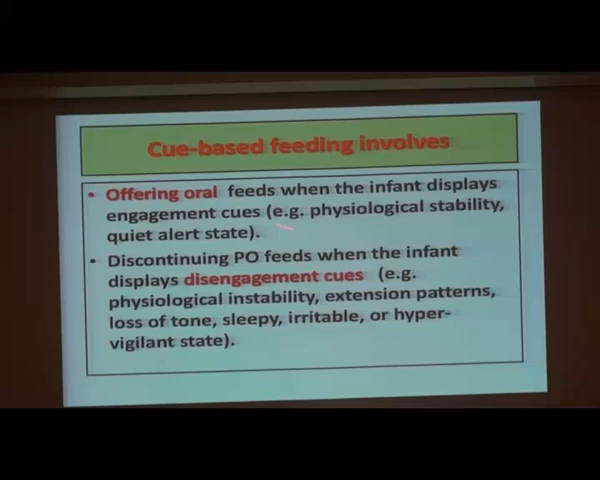 Cue-based feeding involves
• Offering oral feeds when the infant displays
engagement cues (e.g. physiological stability,
quiet alert state).
• Discontinuing PO feeds when the infant
displays disengagement cues (e.g.
physiological instability, extension patterns,
loss of tone, sleepy, irritable, or hyper-
vigilant state).